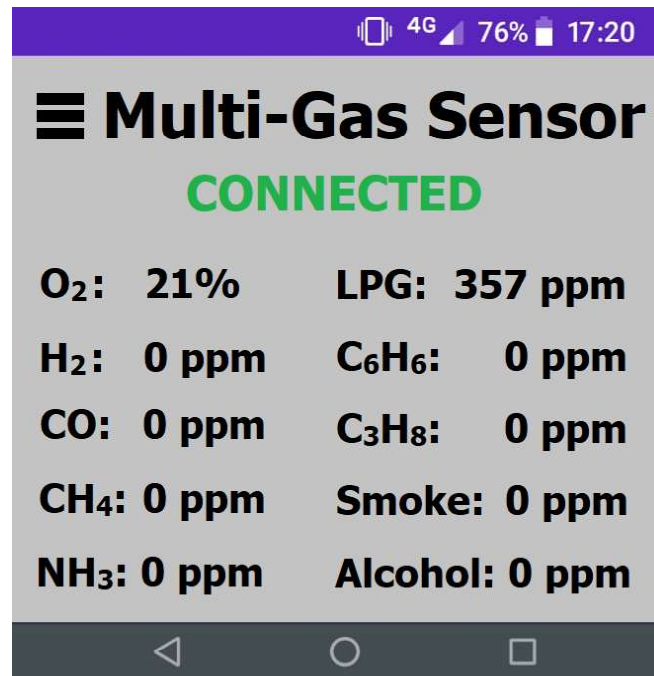 4G 76% 17:20
Multi-Gas Sensor
CONNECTED
O₂: 21% LPG: 357 ppm
H₂: 0 ppm C₆H₆: 0 ppm
CO: 0 ppm C₃H₈: 0 ppm
CH₄: 0 ppm Smoke: 0 ppm
NH₃: 0 ppm Alcohol: 0 ppm